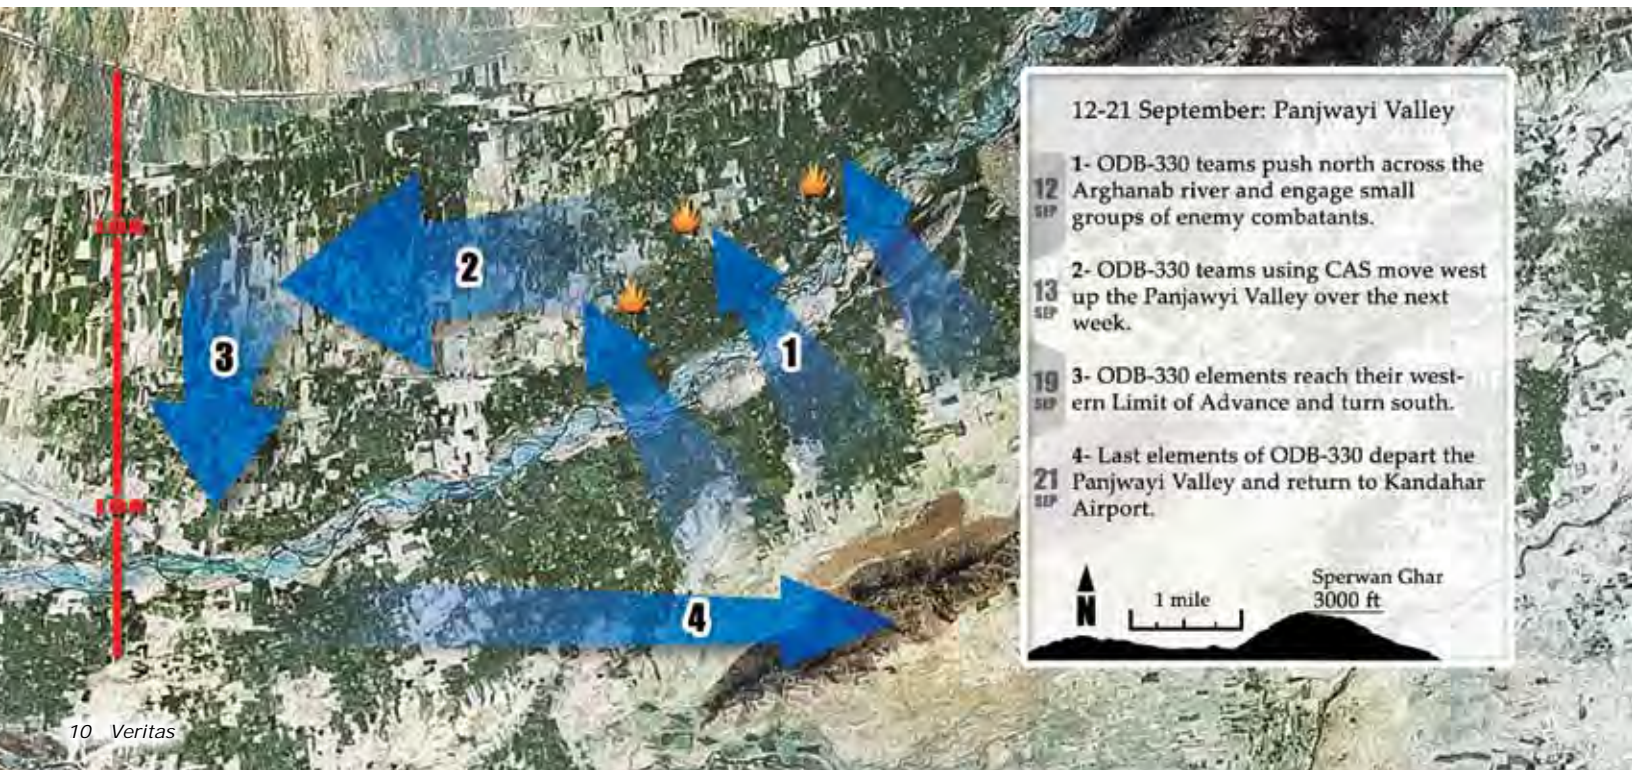 12-21 September: Panjwayi Valley
12
SEP
1- ODB-330 teams push north across the
Arghanab river and engage small
groups of enemy combatants.
13
SEP
2- ODB-330 teams using CAS move west
up the Panjawyi Valley over the next
week.
19
SEP
3- ODB-330 elements reach their west-
ern Limit of Advance and turn south.
21
SEP
4- Last elements of ODB-330 depart the
Panjwayi Valley and return to Kandahar
Airport.
N
1 mile
Sperwan Ghar
3000 ft
2
3
1
4
10 Veritas